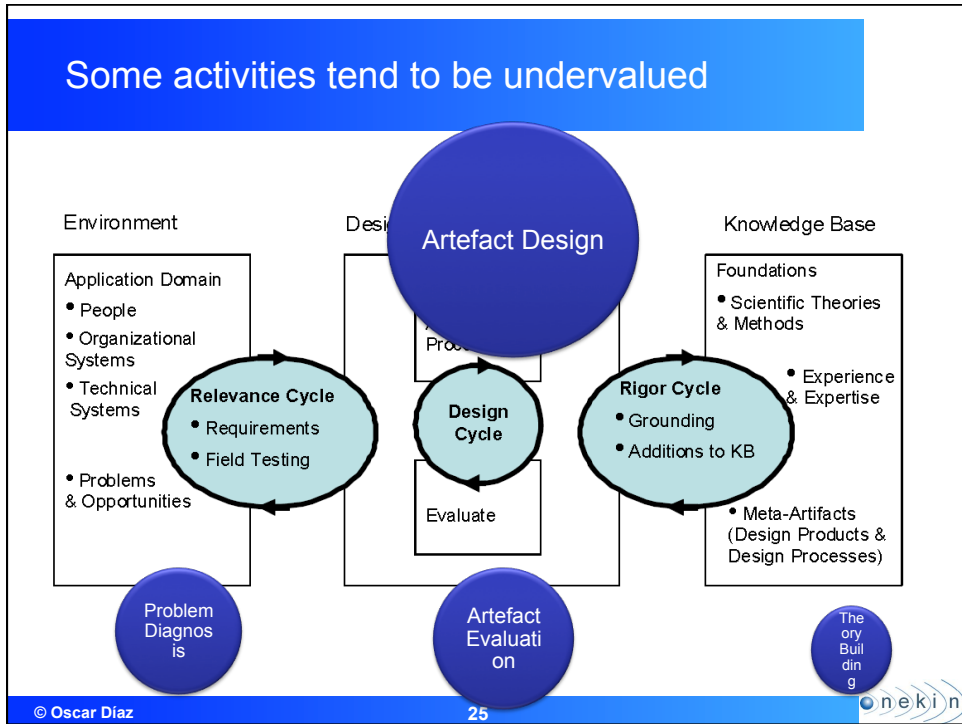 Some activities tend to be undervalued
Environment
Desi
Artefact Design
Knowledge Base
Application Domain
• People
• Organizational
Systems
• Technical
Systems
• Problems
& Opportunities
Relevance Cycle
• Requirements
• Field Testing
Proc
Design
Cycle
Evaluate
Rigor Cycle
• Grounding
• Additions to KB
Foundations
• Scientific Theories
& Methods
• Experience
& Expertise
• Meta-Artifacts
(Design Products &
Design Processes)
Problem
Diagnos
is
Artefact
Evaluati
on
The
ory
Buil
din
g
© Oscar Díaz
25
onekin